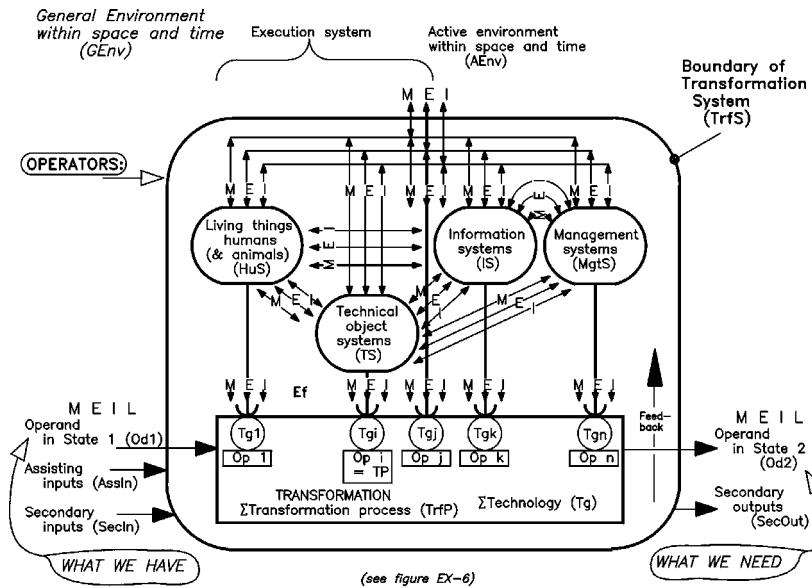 General Environment
within space and time
(GEnv)
Execution system
Active environment
within space and time
(AEnv)
Boundary of
Transformation
System
(TrfS)
M E I
OPERATORS:
M E I
M E I
M E I
M E I
M E I
M E I
Living things
humans
(& animals)
(HuS)
I
E
M
Information
systems
(IS)
Management
systems
(MgtS)
M E I
M E I
M E I
Technical
object
systems
(TS)
M E I
M E I
M E I
M E I
M E I
Ef
Feed-
back
M E I L
Operand
in State 1 (Od1)
Assisting
inputs (AssIn)
Secondary
inputs (SecIn)
Tg1
Tgi
Tgj
Tgk
Tgn
Op 1
Op i
= TP
Op j
Op k
Op n
TRANSFORMATION
ΣTransformation process (TrfP)
ΣTechnology (Tg)
M E I L
Operand
in State 2
(Od2)
Secondary
outputs
(SecOut)
WHAT WE HAVE
WHAT WE NEED
(see figure EX-6)